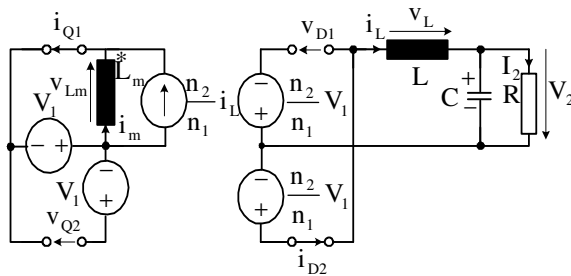 i_Q1
v_Lm
*
L_m
i_m
n_2/n_1 i_L
V_1
− +
V_1
−
+
v_Q2
v_D1
i_L
v_L
L
−
+
n_2/n_1 V_1
−
+
n_2/n_1 V_1
i_D2
C
+
−
I_2
R
V_2